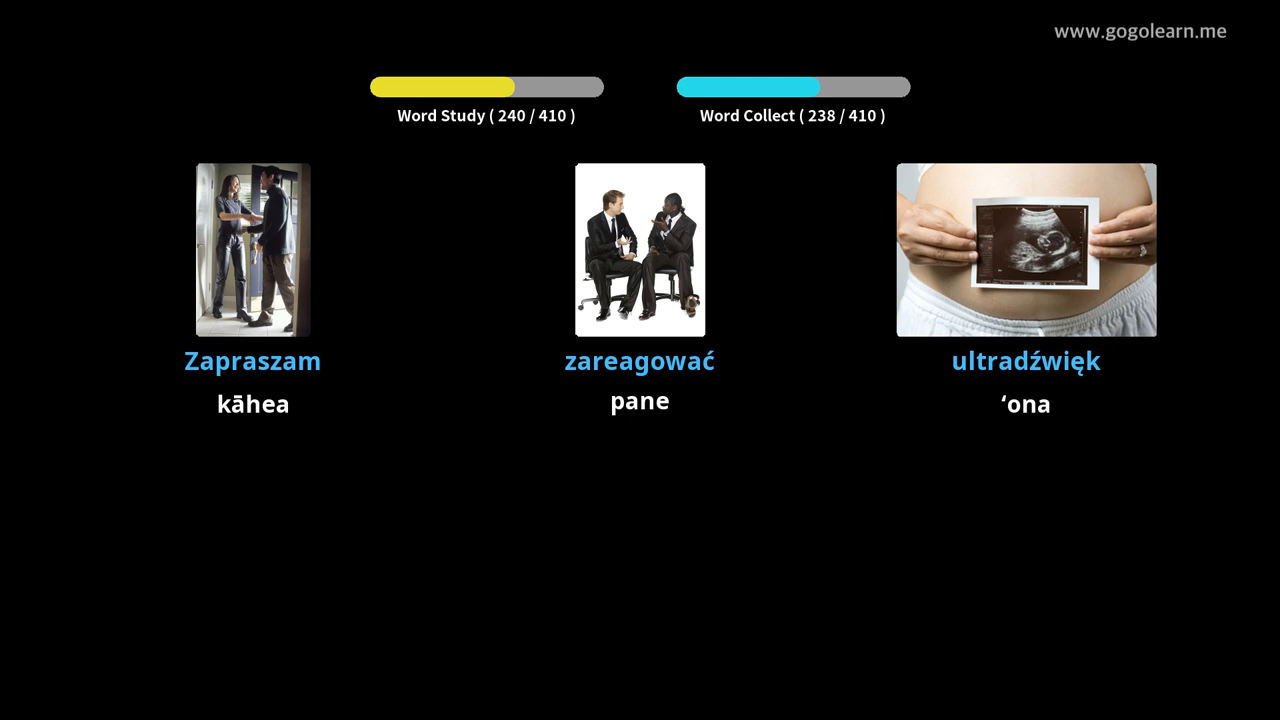 www.gogolearn.me
Word Study ( 240 / 410 )
Word Collect ( 238 / 410 )
Zapraszam
kāhea
zareagować
pane
ultradźwięk
ʻona